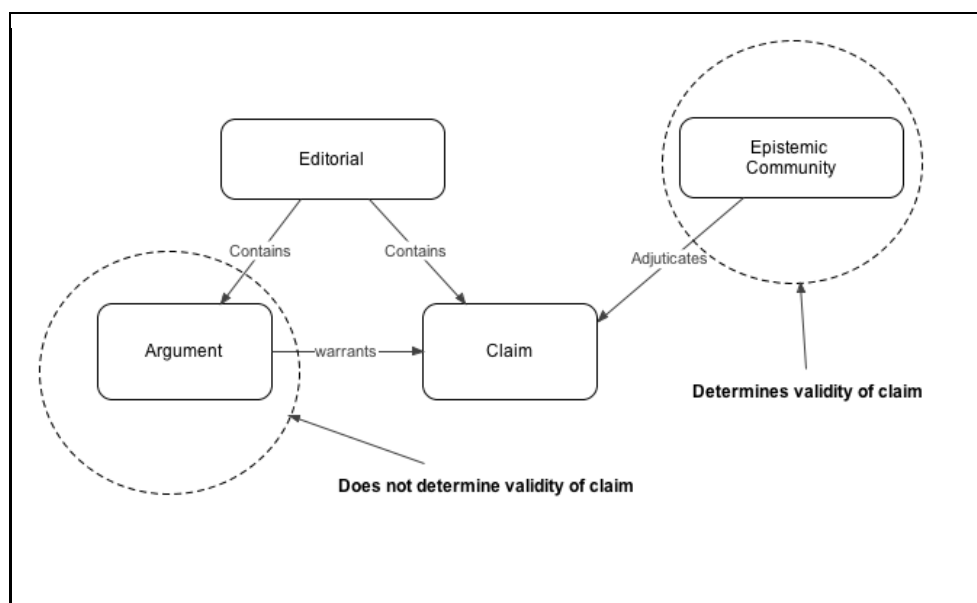 Editorial
Epistemic
Community
Contains
Contains
Adjuticates
Argument
warrants
Claim
Determines validity of claim
Does not determine validity of claim